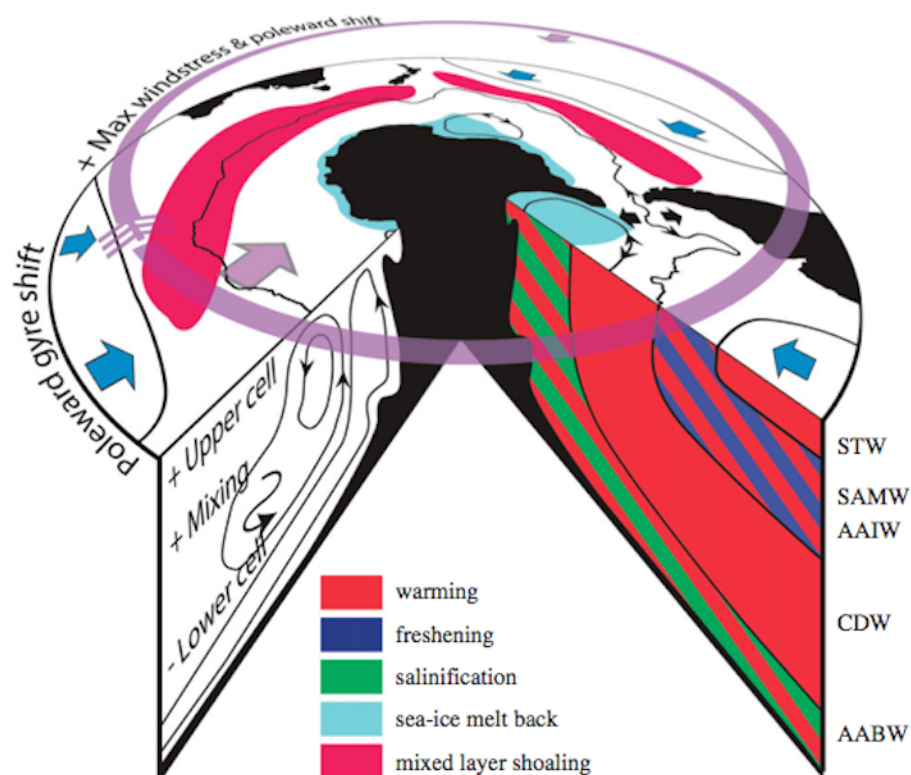 + Max windstress & poleward shift
Poleward gyre shift
+ Upper cell
+ Mixing
- Lower cell
STW
SAMW
AAIW
CDW
AABW
warming
freshening
salinification
sea-ice melt back
mixed layer shoaling